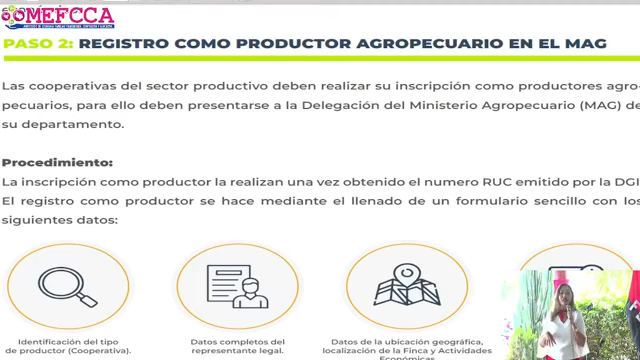 MEFCCA
PASO 2: REGISTRO COMO PRODUCTOR AGROPECUARIO EN EL MAG
Las cooperativas del sector productivo deben realizar su inscripción como productores agro-
pecuarios, para ello deben presentarse a la Delegación del Ministerio Agropecuario (MAG) de
su departamento.
Procedimiento:
La inscripción como productor la realizan una vez obtenido el numero RUC emitido por la DGI
El registro como productor se hace mediante el llenado de un formulario sencillo con los
siguientes datos:
Identificación del tipo
de productor (Cooperativa).
Datos completos del
representante legal.
Datos de la ubicación geográfica,
localización de la Finca y Actividades
Económicas